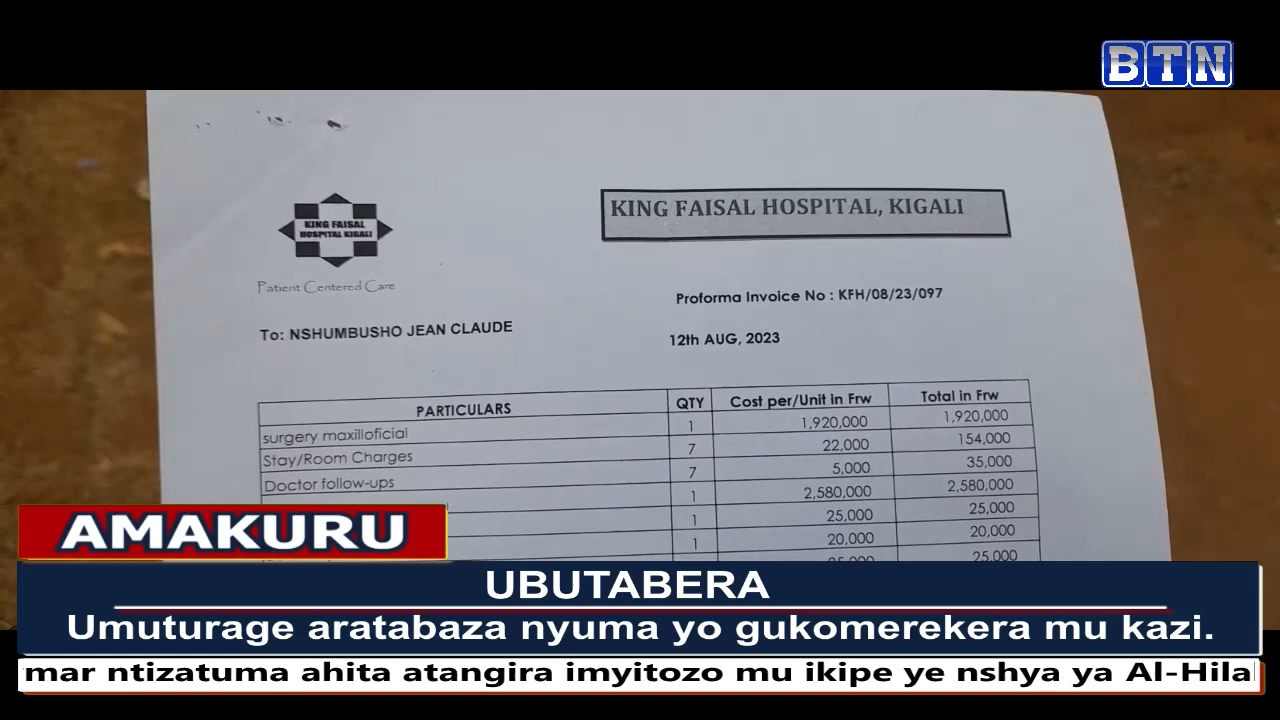 BTN
KING FAISAL
HOSPITAL KIGALI
Patient Centered Care
KING FAISAL HOSPITAL, KIGALI
Proforma Invoice No : KFH/08/23/097
To: NSHUMBUSHO JEAN CLAUDE
12th AUG, 2023
PARTICULARS QTY Cost per/Unit in Frw Total in Frw
surgery maxilloficial 1 1,920,000 1,920,000
Stay/Room Charges 7 22,000 154,000
Doctor follow-ups 7 5,000 35,000
1 2,580,000 2,580,000
1 25,000 25,000
1 20,000 20,000
25,000
AMAKURU
UBUTABERA
Umuturage aratabaza nyuma yo gukomerekera mu kazi.
mar ntizatuma ahita atangira imyitozo mu ikipe ye nshya ya Al-Hila